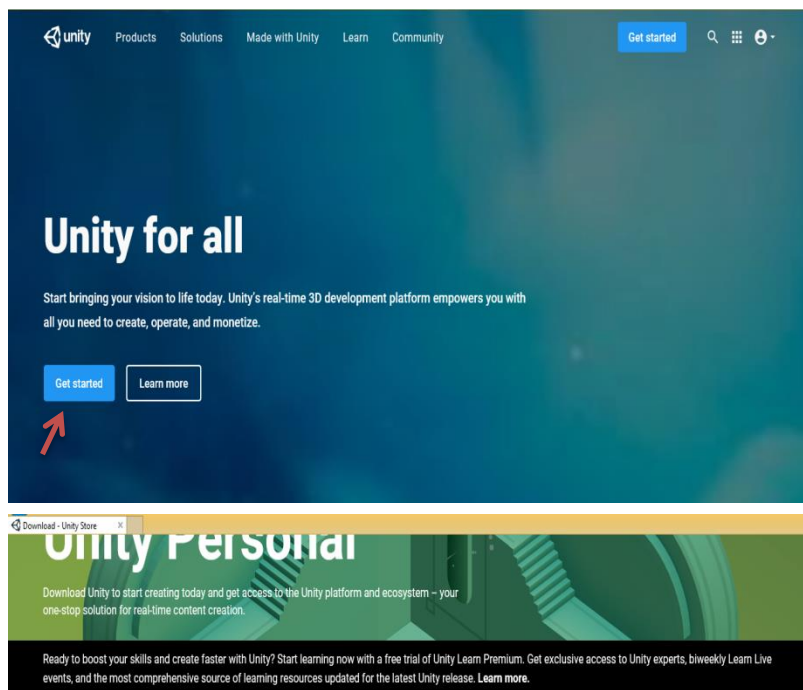 unity Products Solutions Made with Unity Learn Community Get started
Unity for all
Start bringing your vision to life today. Unity's real-time 3D development platform empowers you with
all you need to create, operate, and monetize.
Get started Learn more
Download - Unity Store X
Unity Personal
Download Unity to start creating today and get access to the Unity platform and ecosystem – your
one-stop solution for real-time content creation.
Ready to boost your skills and create faster with Unity? Start learning now with a free trial of Unity Learn Premium. Get exclusive access to Unity experts, biweekly Learn Live
events, and the most comprehensive source of learning resources updated for the latest Unity release. Learn more.